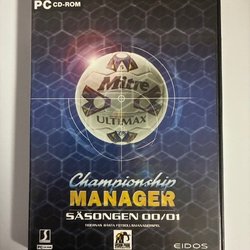 PC CD-ROM
Mitre
ULTIMAX
Championship
MANAGER
SÄSONGEN 00/01
EIDOS